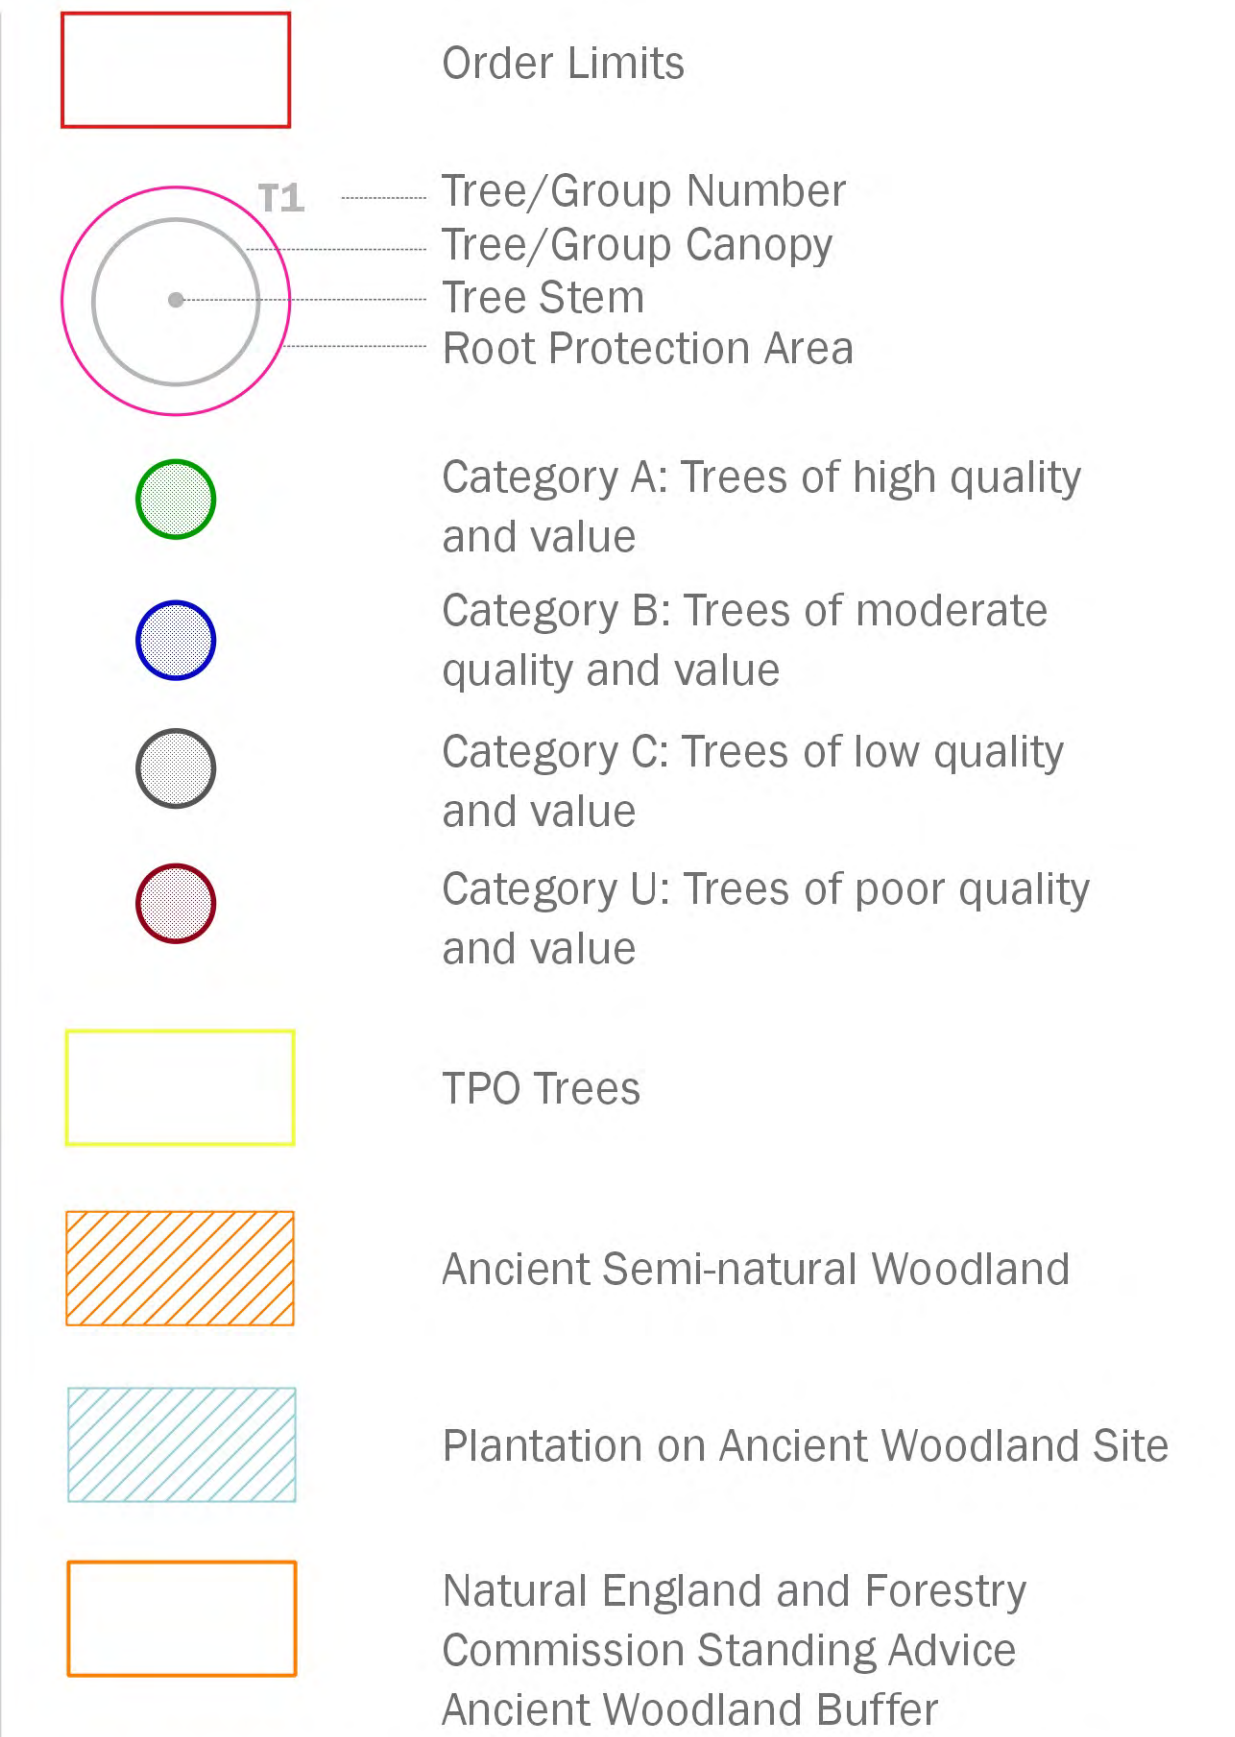 Order Limits
T1
Tree/Group Number
Tree/Group Canopy
Tree Stem
Root Protection Area
Category A: Trees of high quality
and value
Category B: Trees of moderate
quality and value
Category C: Trees of low quality
and value
Category U: Trees of poor quality
and value
TPO Trees
Ancient Semi-natural Woodland
Plantation on Ancient Woodland Site
Natural England and Forestry
Commission Standing Advice
Ancient Woodland Buffer